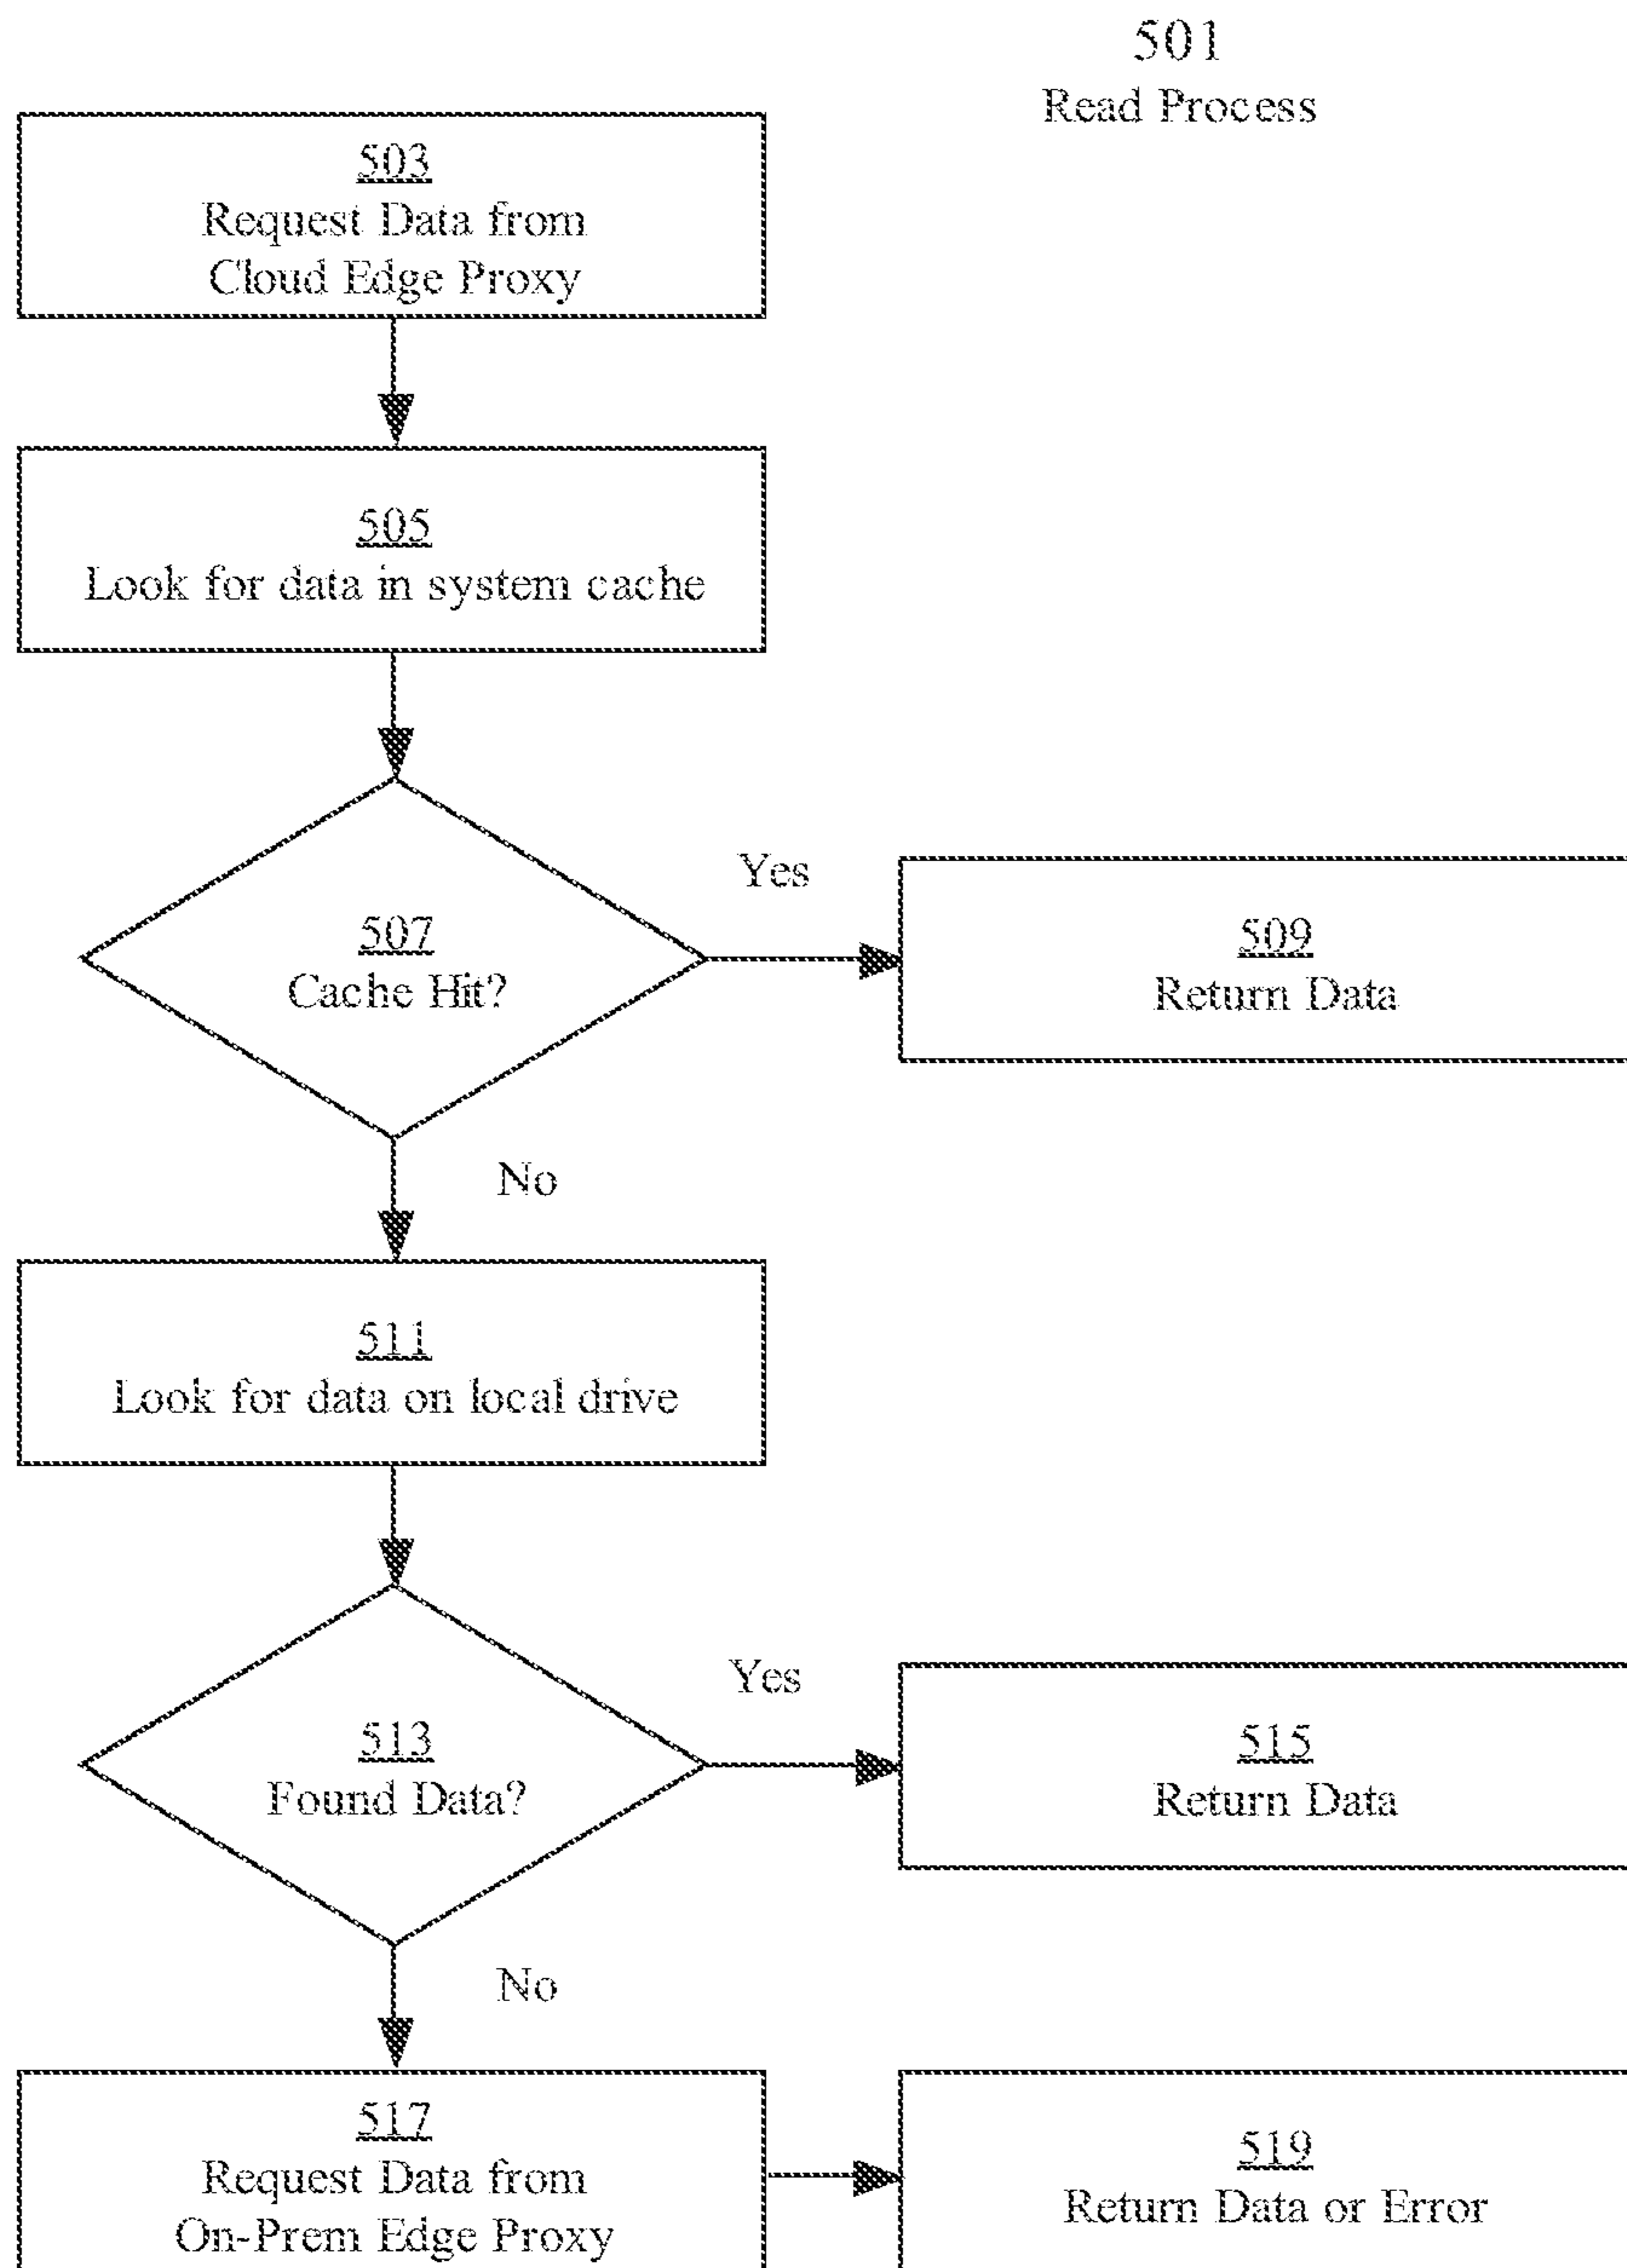 501
Read Process
503
Request Data from
Cloud Edge Proxy
505
Look for data in system cache
507
Cache Hit?
Yes
509
Return Data
No
511
Look for data on local drive
513
Found Data?
Yes
515
Return Data
No
517
Request Data from
On-Prem Edge Proxy
519
Return Data or Error